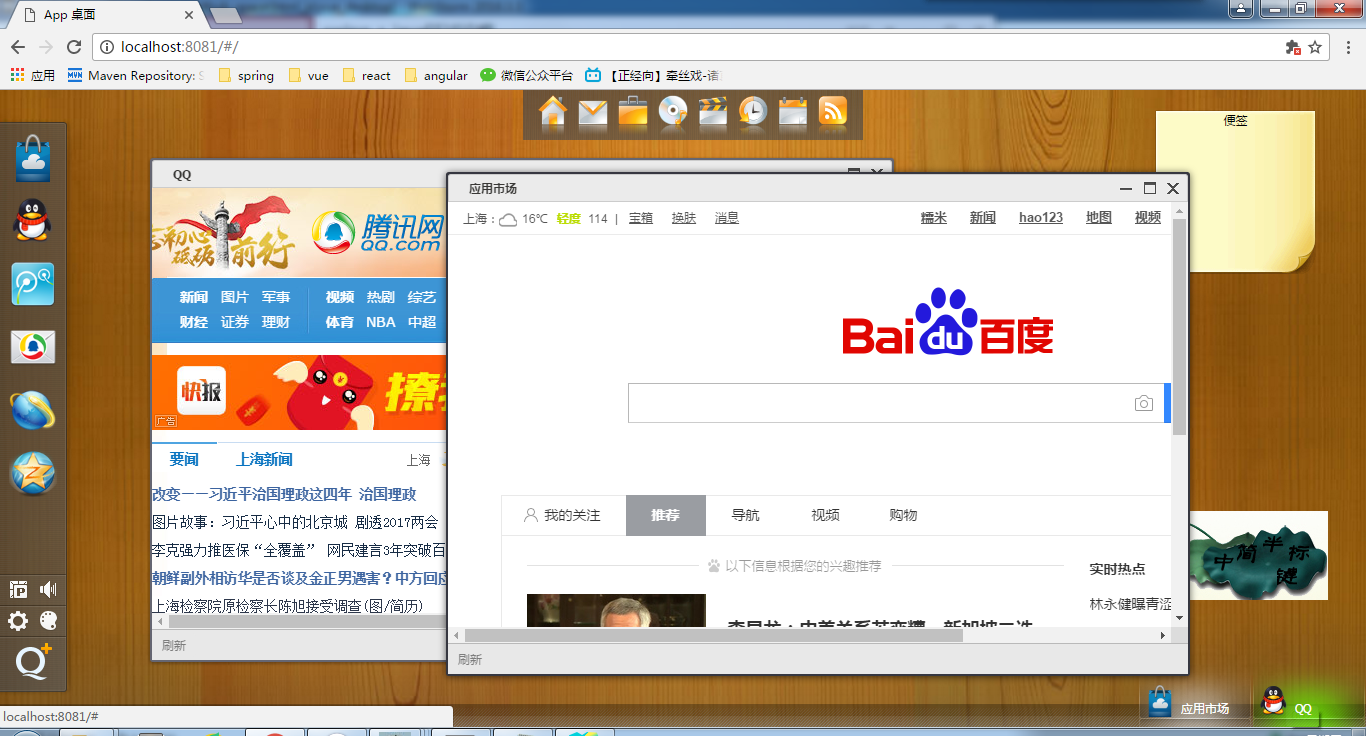 App 桌面
localhost:8081/#/
应用 Maven Repository: spring vue react angular 微信公众平台 【正经向】牵丝戏-请
便签
QQ
初心
砥砺 前行
腾讯网
QQ.com
新闻 图片 军事 视频 热剧 综艺
财经 证券 理财 体育 NBA 中超
快报
广告
要闻 上海新闻 上海
改变——习近平治国理政这四年 治国理政
图片故事：习近平心中的北京城 剧透2017两会
李克强力推医保“全覆盖” 网民建言3年突破百
朝鲜副外相访华是否谈及金正男遇害？中方回应
上海检察院原检察长陈旭接受调查(图/简历)
刷新
应用市场
上海： 16℃ 轻度 114 | 宝箱 换肤 消息 糯米 新闻 hao123 地图 视频
Bai du 百度
我的关注 推荐 导航 视频 购物
以下信息根据您的兴趣推荐
实时热点
林永健曝青涩
刷新
中简半标键
应用市场 QQ
localhost:8081/#